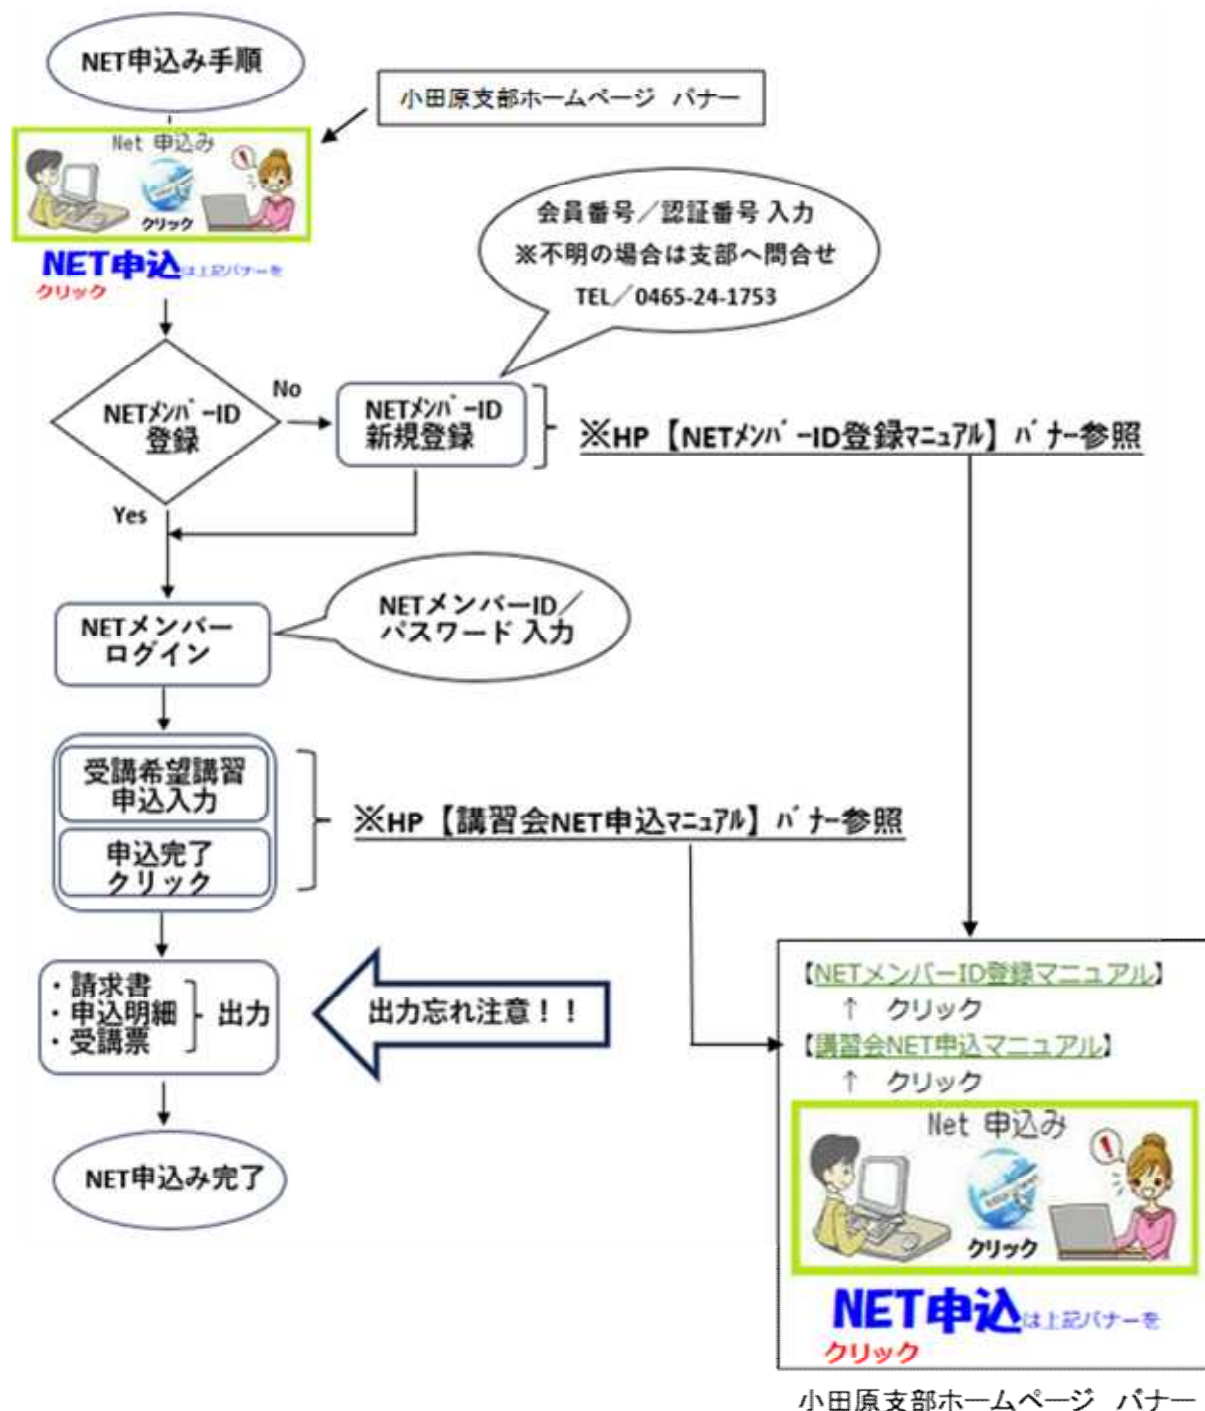 NET申込み手順
小田原支部ホームページ　バナー
Net 申込み
クリック
NET申込は上記バナーを
クリック
会員番号／認証番号 入力
※不明の場合は支部へ問合せ
TEL／0465-24-1753
NETﾒﾝﾊﾞｰID
登録
No
Yes
NETﾒﾝﾊﾞｰID
新規登録
※HP【NETﾒﾝﾊﾞｰID登録ﾏﾆｭｱﾙ】ﾊﾞﾅｰ参照
NETメンバー
ログイン
NETメンバーID／
パスワード 入力
受講希望講習
申込入力
申込完了
クリック
※HP【講習会NET申込ﾏﾆｭｱﾙ】ﾊﾞﾅｰ参照
・請求書
・申込明細
・受講票
出力
出力忘れ注意！！
NET申込み完了
【NETメンバーID登録マニュアル】
↑　クリック
【講習会NET申込マニュアル】
↑　クリック
Net 申込み
クリック
NET申込は上記バナーを
クリック
小田原支部ホームページ　バナー